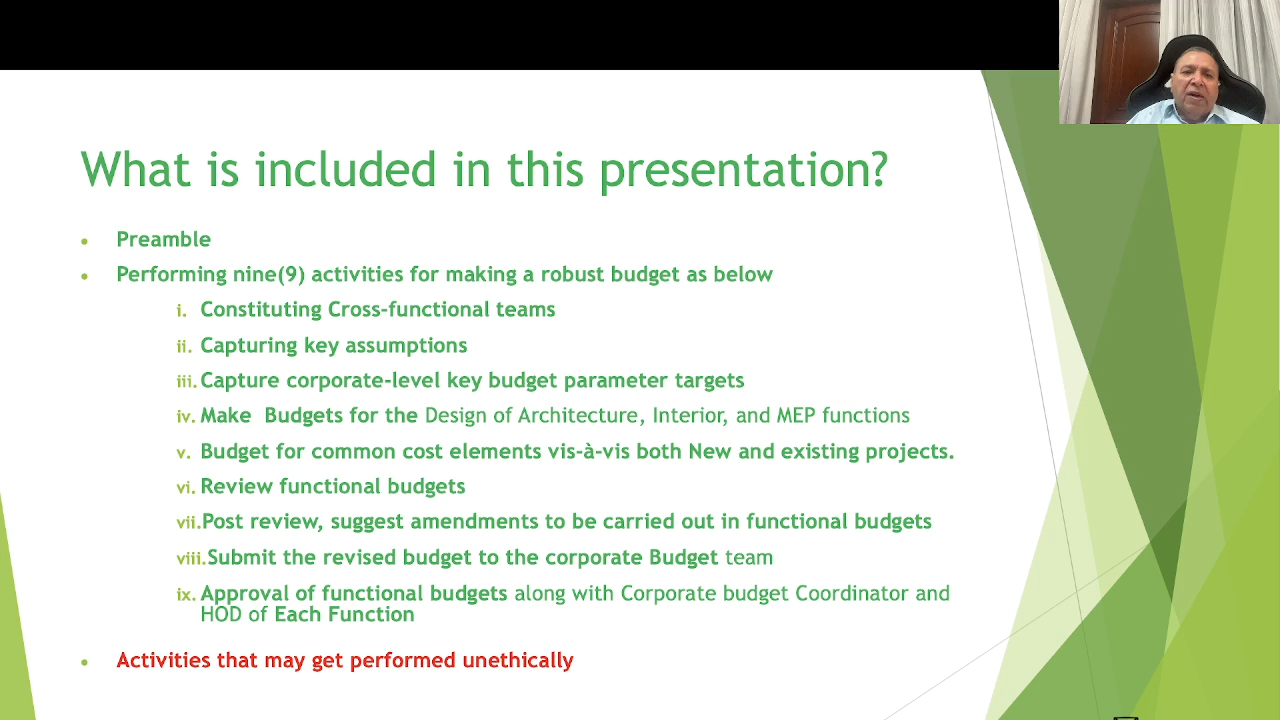 What is included in this presentation?
• Preamble
• Performing nine(9) activities for making a robust budget as below
i. Constituting Cross-functional teams
ii. Capturing key assumptions
iii. Capture corporate-level key budget parameter targets
iv. Make  Budgets for the Design of Architecture, Interior, and MEP functions
v. Budget for common cost elements vis-à-vis both New and existing projects.
vi. Review functional budgets
vii. Post review, suggest amendments to be carried out in functional budgets
viii. Submit the revised budget to the corporate Budget team
ix. Approval of functional budgets along with Corporate budget Coordinator and
HOD of Each Function
• Activities that may get performed unethically